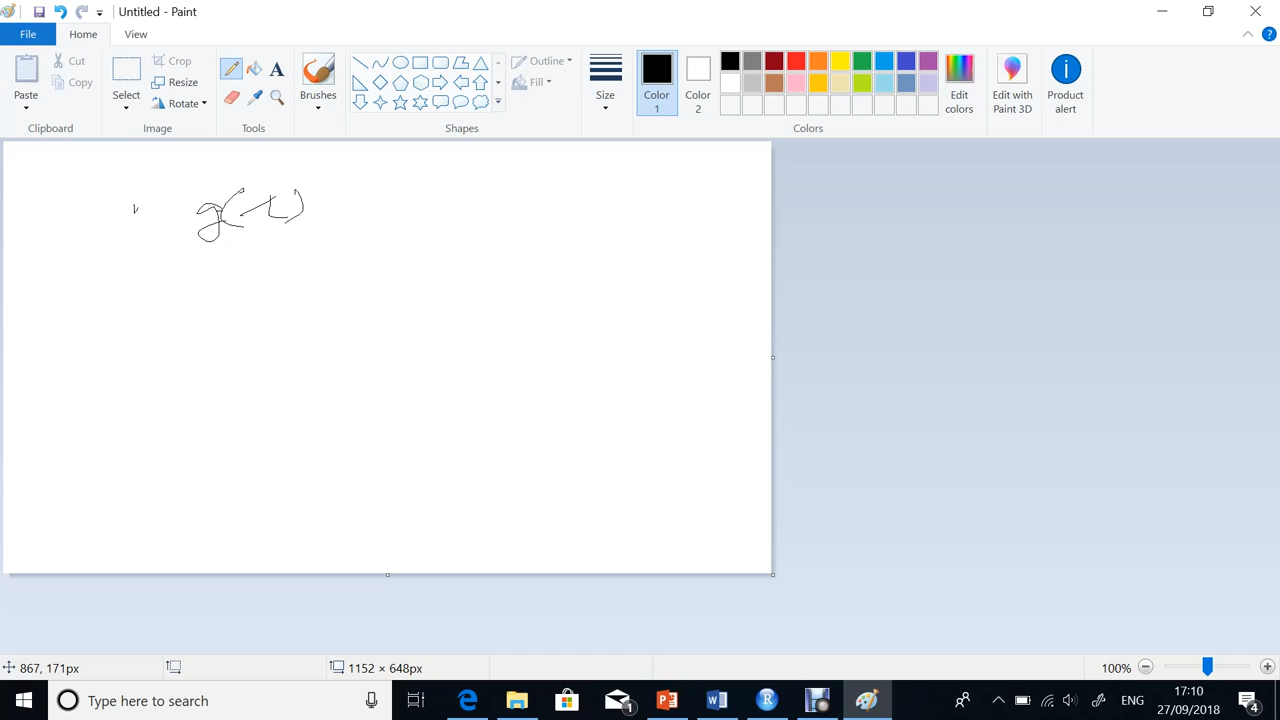 Untitled - Paint
File Home View
Paste
Cut
Copy
Clipboard
Select
Crop
Resize
Rotate
Image
Tools
Brushes
Shapes
Outline
Fill
Size
Color 1
Color 2
Edit colors
Colors
Edit with Paint 3D
Product alert
g(t)
867, 171px
1152 × 648px
100%
Type here to search
1
ENG
17:10
27/09/2018
4